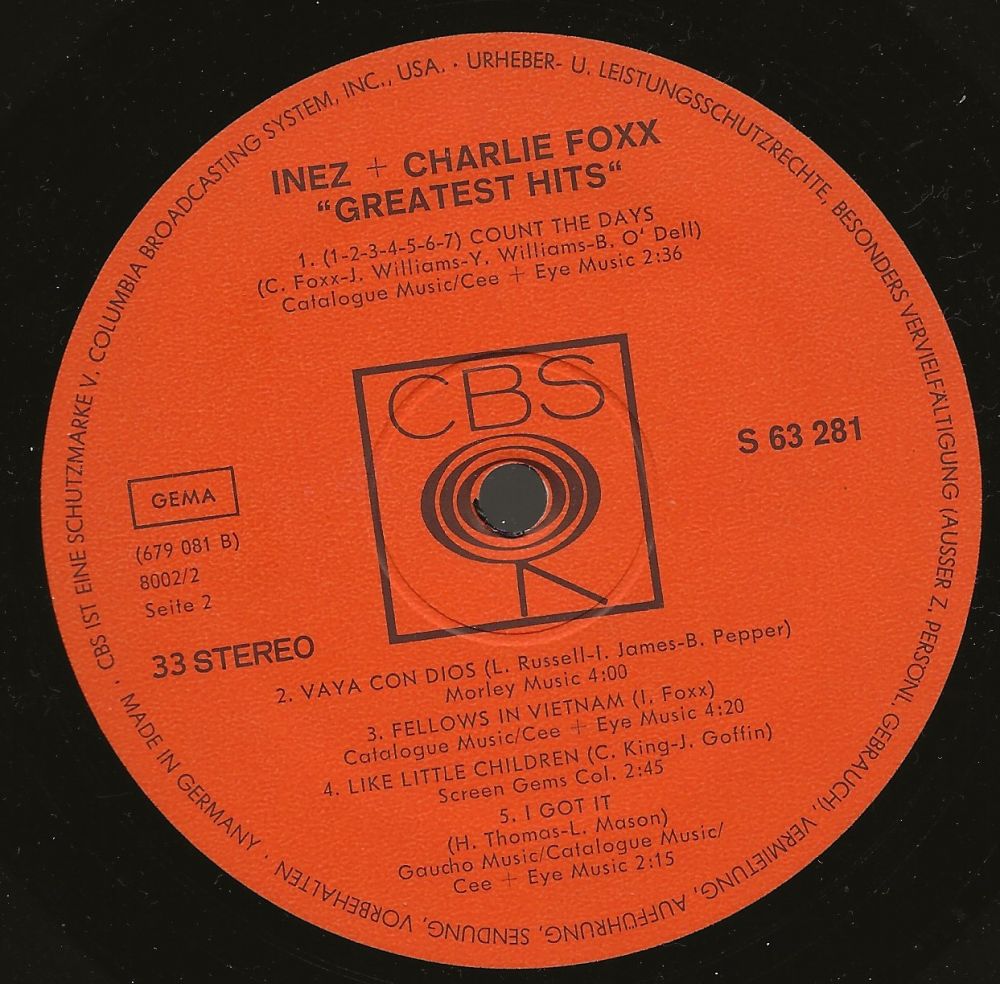 CBS IST EINE SCHUTZMARKE V. COLUMBIA BROADCASTING SYSTEM, INC., USA. · URHEBER- U. LEISTUNGSSCHUTZRECHTE, BESONDERS VERVIELFÄLTIGUNG (AUSSER Z. PERSÖNL. GEBRAUCH), VERMIETUNG, AUFFÜHRUNG, SENDUNG, VORBEHALTEN · MADE IN GERMANY ·
INEZ + CHARLIE FOXX
"GREATEST HITS"
1. (1-2-3-4-5-6-7) COUNT THE DAYS
(C. Foxx-J. Williams-Y. Williams-B. O' Dell)
Catalogue Music/Cee + Eye Music 2:36
CBS
S 63 281
GEMA
(679 081 B)
8002/2
Seite 2
33 STEREO
2. VAYA CON DIOS (L. Russell-I. James-B. Pepper)
Morley Music 4:00
3. FELLOWS IN VIETNAM (I. Foxx)
Catalogue Music/Cee + Eye Music 4:20
4. LIKE LITTLE CHILDREN (C. King-J. Goffin)
Screen Gems Col. 2:45
5. I GOT IT
(H. Thomas-L. Mason)
Gaucho Music/Catalogue Music/
Cee + Eye Music 2:15